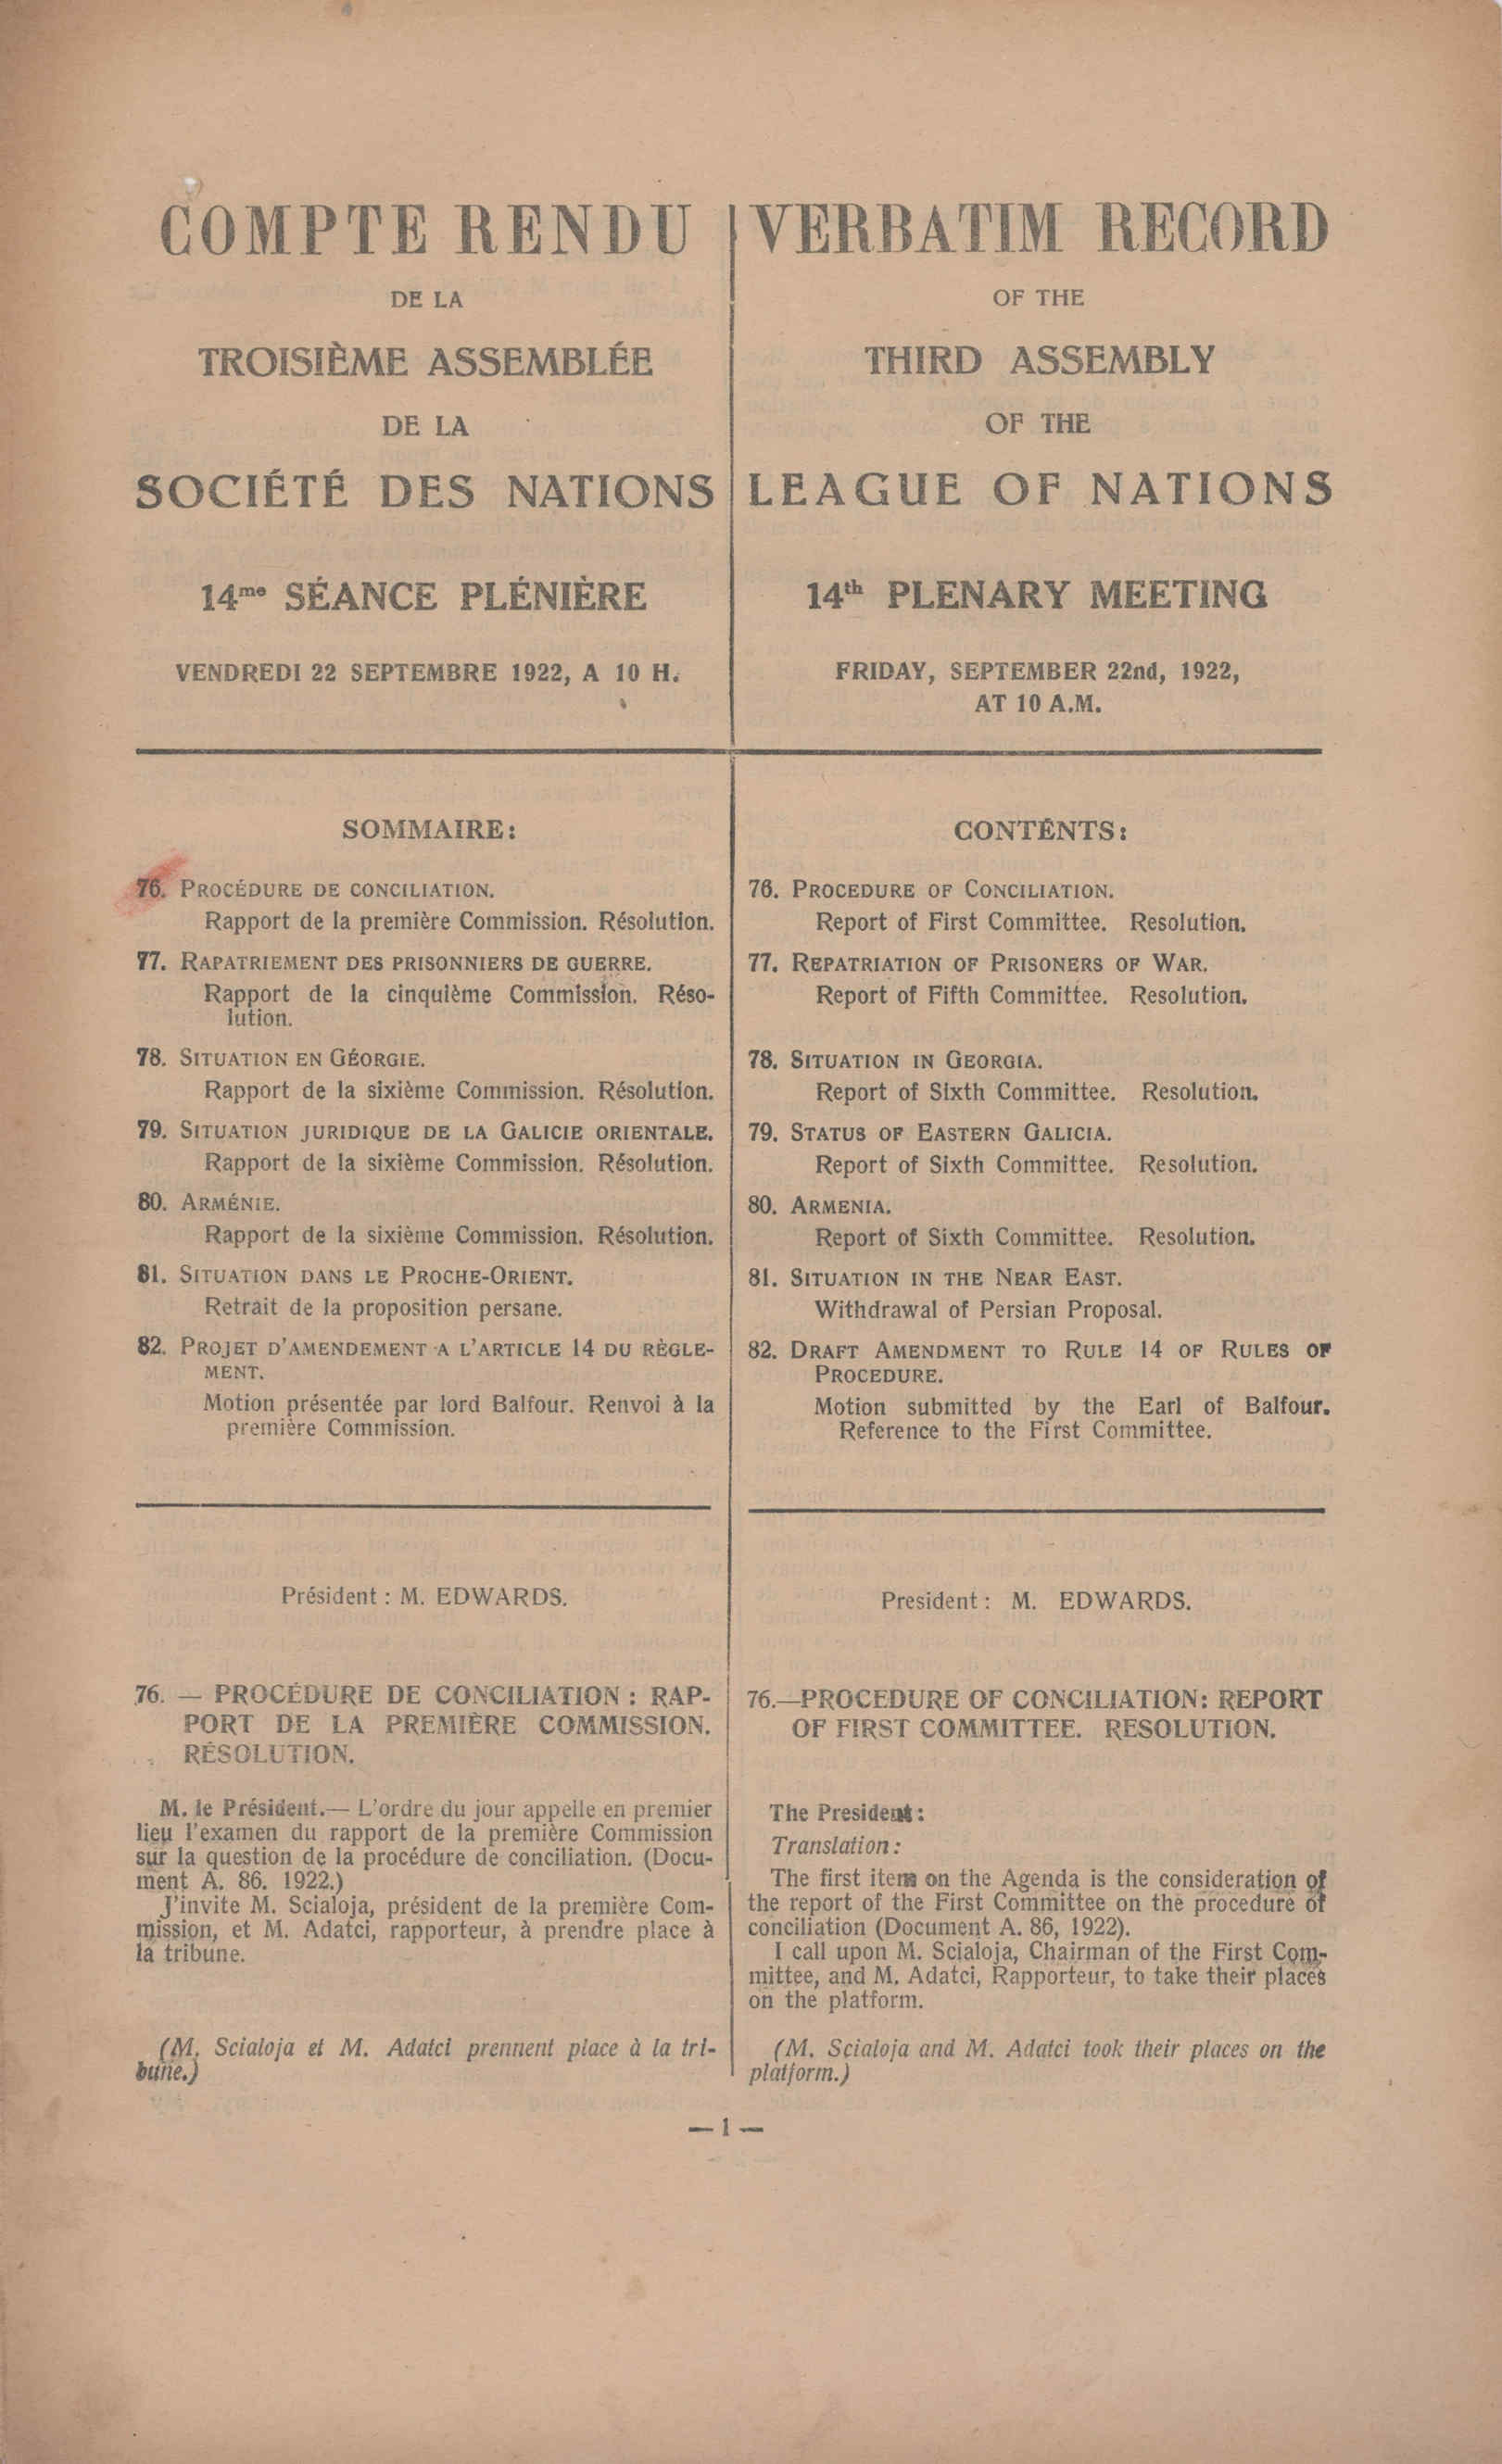 COMPTE RENDU
DE LA
TROISIÈME ASSEMBLÉE
DE LA
SOCIÉTÉ DES NATIONS
14me SÉANCE PLÉNIÈRE
VENDREDI 22 SEPTEMBRE 1922, A 10 H.
SOMMAIRE:
76. PROCÉDURE DE CONCILIATION.
Rapport de la première Commission. Résolution.
77. RAPATRIEMENT DES PRISONNIERS DE GUERRE.
Rapport de la cinquième Commission. Réso-
lution.
78. SITUATION EN GÉORGIE.
Rapport de la sixième Commission. Résolution.
79. SITUATION JURIDIQUE DE LA GALICIE ORIENTALE.
Rapport de la sixième Commission. Résolution.
80. ARMÉNIE.
Rapport de la sixième Commission. Résolution.
81. SITUATION DANS LE PROCHE-ORIENT.
Retrait de la proposition persane.
82. PROJET D'AMENDEMENT A L'ARTICLE 14 DU RÈGLE-
MENT.
Motion présentée par lord Balfour. Renvoi à la
première Commission.
Président : M. EDWARDS.
76. — PROCÉDURE DE CONCILIATION : RAP-
PORT DE LA PREMIÈRE COMMISSION.
RÉSOLUTION.
M. le Président.— L'ordre du jour appelle en premier
lieu l'examen du rapport de la première Commission
sur la question de la procédure de conciliation. (Docu-
ment A. 86. 1922.)
J'invite M. Scialoja, président de la première Com-
mission, et M. Adatci, rapporteur, à prendre place à
la tribune.
(M. Scialoja et M. Adatci prennent place à la tri-
bune.)
VERBATIM RECORD
OF THE
THIRD ASSEMBLY
OF THE
LEAGUE OF NATIONS
14th PLENARY MEETING
FRIDAY, SEPTEMBER 22nd, 1922,
AT 10 A.M.
CONTENTS:
76. PROCEDURE OF CONCILIATION.
Report of First Committee. Resolution.
77. REPATRIATION OF PRISONERS OF WAR.
Report of Fifth Committee. Resolution.
78. SITUATION IN GEORGIA.
Report of Sixth Committee. Resolution.
79. STATUS OF EASTERN GALICIA.
Report of Sixth Committee. Resolution.
80. ARMENIA.
Report of Sixth Committee. Resolution.
81. SITUATION IN THE NEAR EAST.
Withdrawal of Persian Proposal.
82. DRAFT AMENDMENT TO RULE 14 OF RULES OF
PROCEDURE.
Motion submitted by the Earl of Balfour.
Reference to the First Committee.
President : M. EDWARDS.
76.—PROCEDURE OF CONCILIATION: REPORT
OF FIRST COMMITTEE. RESOLUTION.
The President :
Translation :
The first item on the Agenda is the consideration of
the report of the First Committee on the procedure of
conciliation (Document A. 86, 1922).
I call upon M. Scialoja, Chairman of the First Com-
mittee, and M. Adatci, Rapporteur, to take their places
on the platform.
(M. Scialoja and M. Adatci took their places on the
platform.)
— 1 —